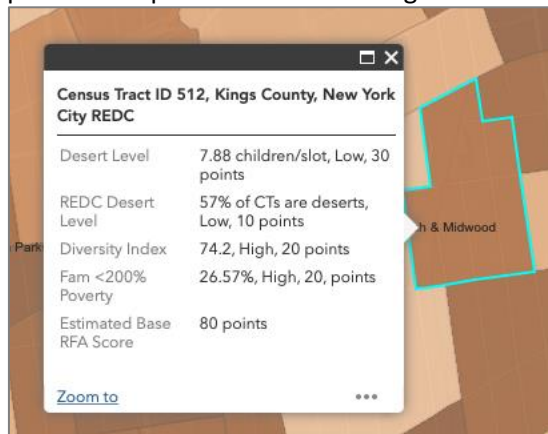 Census Tract ID 512, Kings County, New York
City REDC
Desert Level 7.88 children/slot, Low, 30
points
REDC Desert 57% of CTs are deserts,
Level Low, 10 points
Diversity Index 74.2, High, 20 points
Fam <200% 26.57%, High, 20, points
Poverty
Estimated Base 80 points
RFA Score
Zoom to
h & Midwood
Park